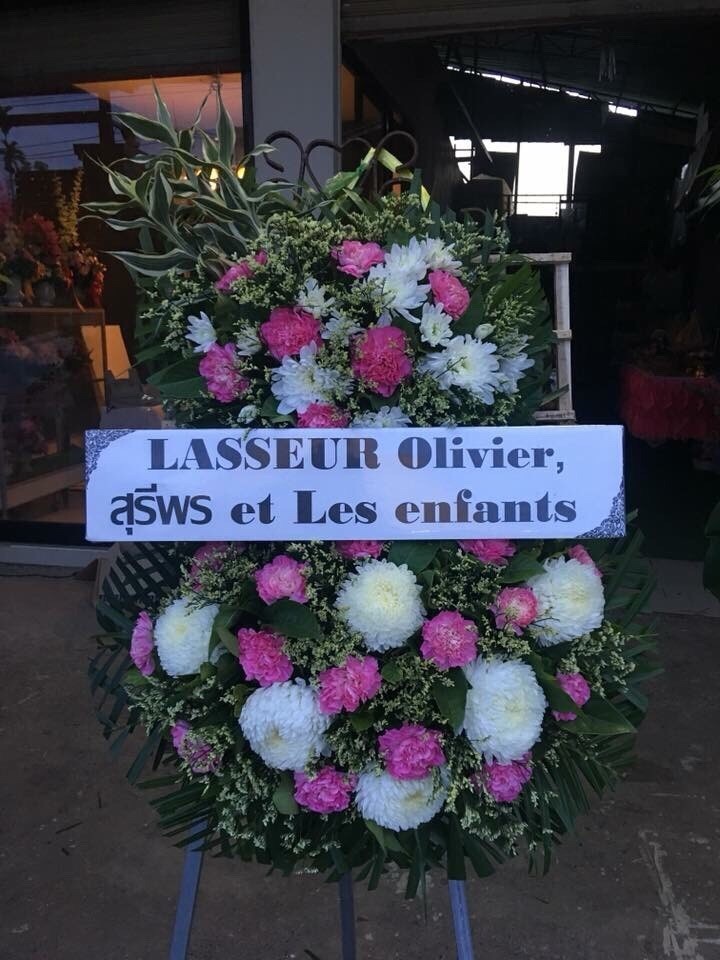 LASSEUR Olivier,
สุรีพร et Les enfants